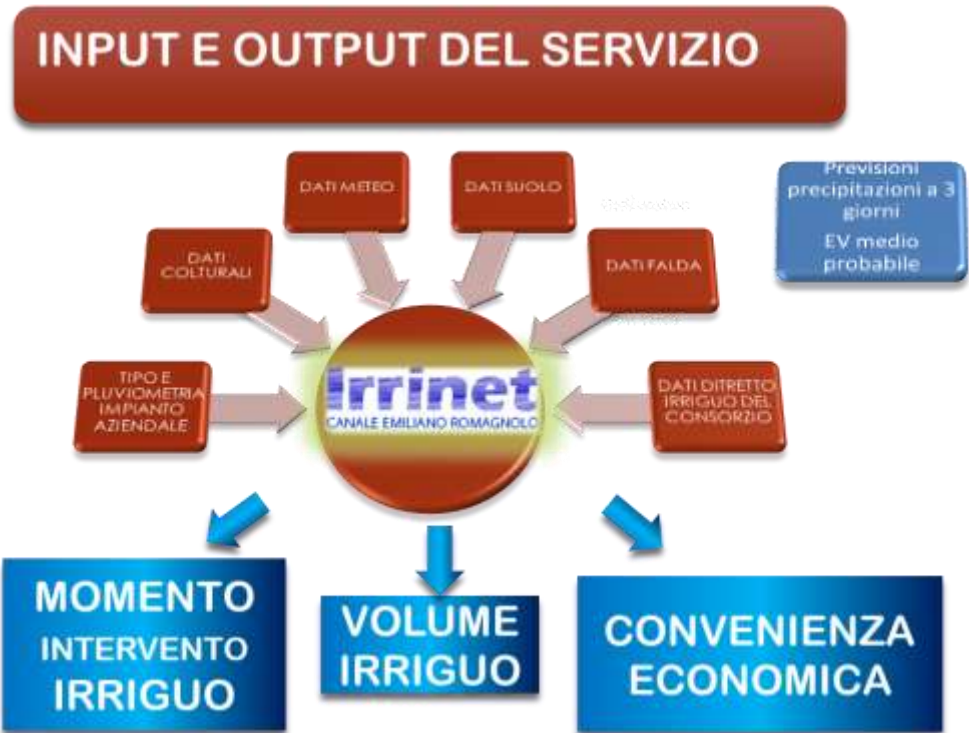 INPUT E OUTPUT DEL SERVIZIO
DATI METEO
DATI SUOLO
Previsioni
precipitazioni a 3
giorni
EV medio
probabile
DATI
COLTURALI
DATI FALDA
TIPO E
PLUVIOMETRIA
IMPIANTO
AZIENDALE
Irrinet
CANALE EMILIANO ROMAGNOLO
DATI DITRETTO
IRRIGUO DEL
CONSORZIO
MOMENTO
INTERVENTO
IRRIGUO
VOLUME
IRRIGUO
CONVENIENZA
ECONOMICA